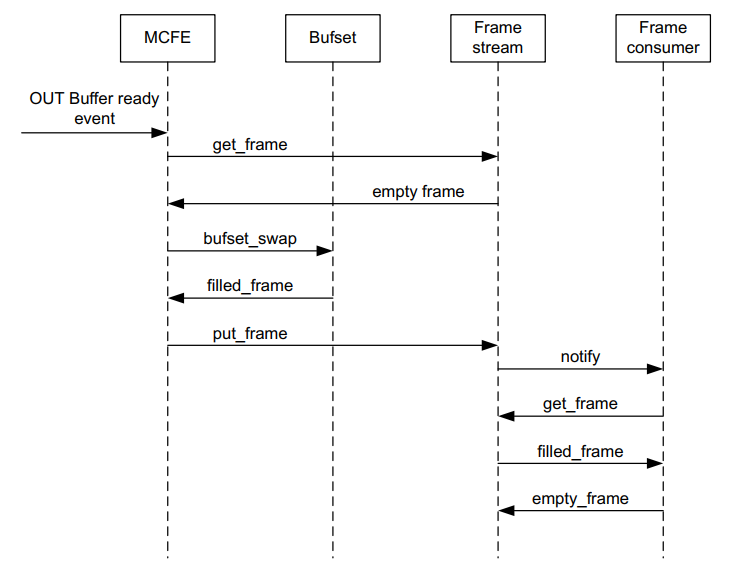 MCFE
Bufset
Frame
stream
Frame
consumer
OUT Buffer ready
event
get_frame
empty frame
bufset_swap
filled_frame
put_frame
notify
get_frame
filled_frame
empty_frame